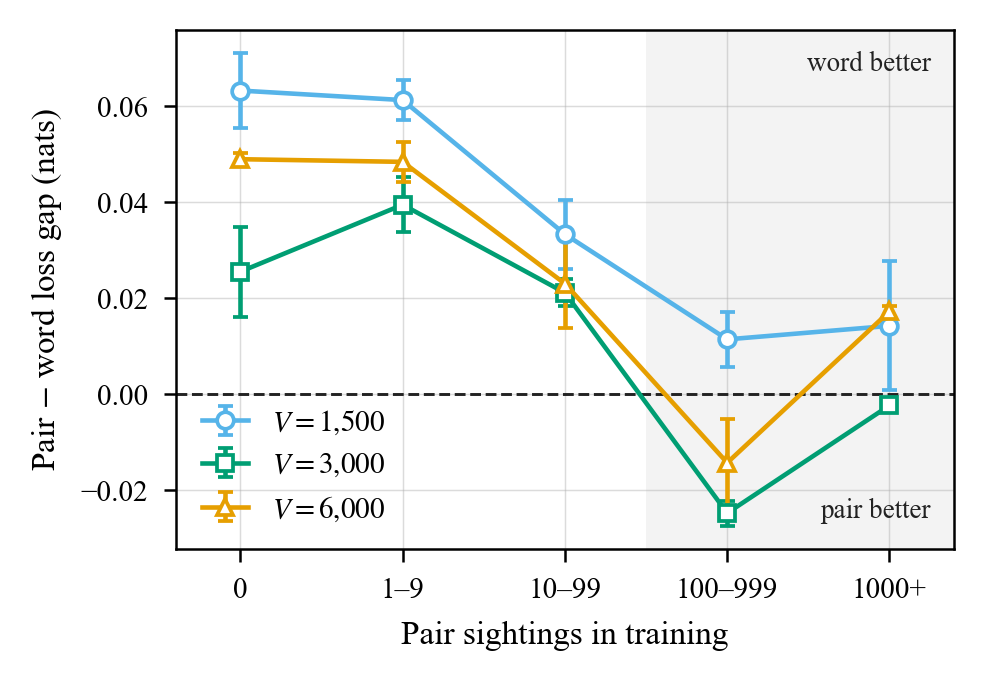 word better
0.06
0.04
0.02
0.00
−0.02
Pair − word loss gap (nats)
V = 1,500
V = 3,000
V = 6,000
pair better
0
1–9
10–99
100–999
1000+
Pair sightings in training